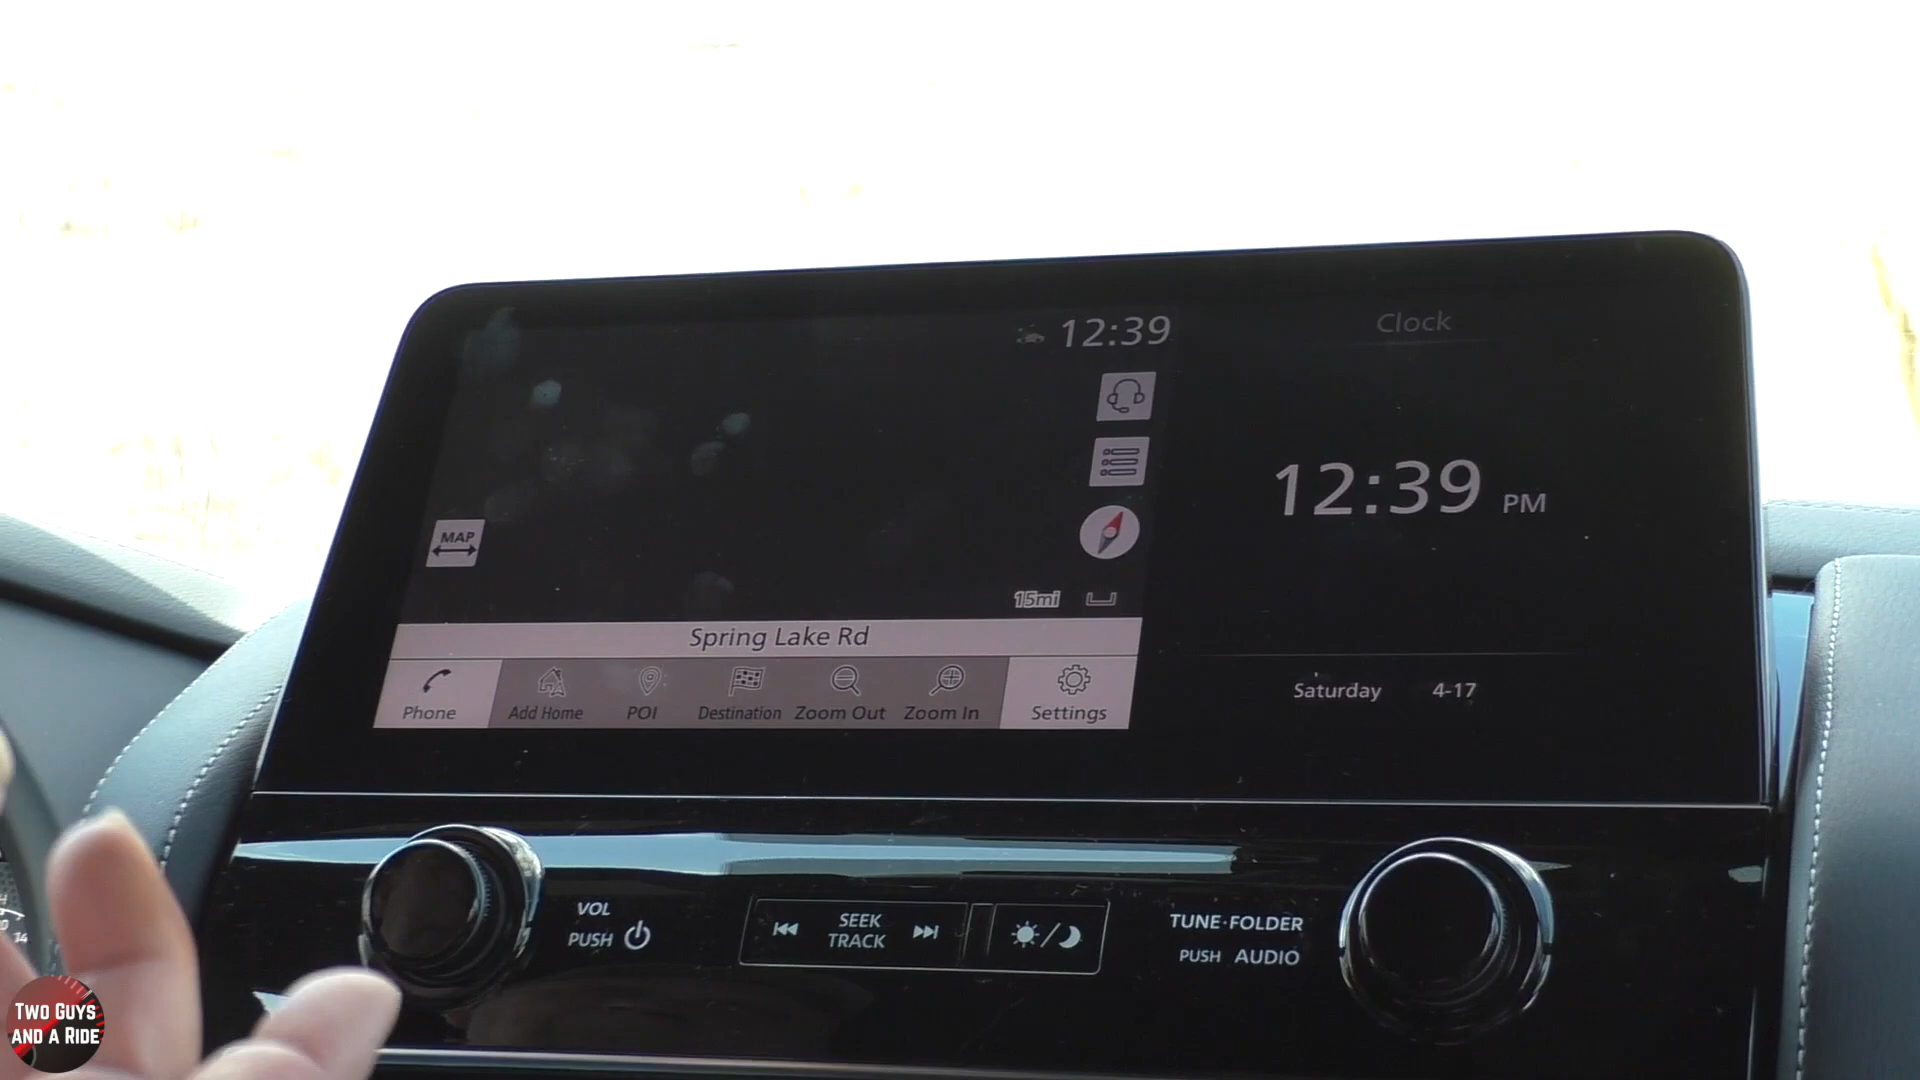 12:39
Clock
MAP
12:39 PM
15mi
Spring Lake Rd
Phone
Add Home
POI
Destination
Zoom Out
Zoom In
Settings
Saturday 4-17
VOL
PUSH
SEEK
TRACK
TUNE·FOLDER
PUSH AUDIO
14
TWO GUYS
AND A RIDE